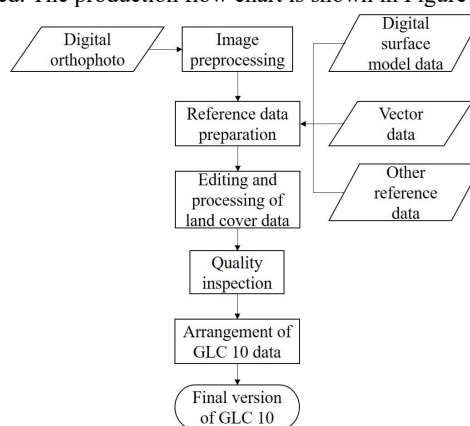 ed. The production flow chart is shown in Figure
Digital
orthophoto
Image
preprocessing
Digital
surface
model data
Reference data
preparation
Vector
data
Editing and
processing of
land cover data
Other
reference
data
Quality
inspection
Arrangement of
GLC 10 data
Final version
of GLC 10